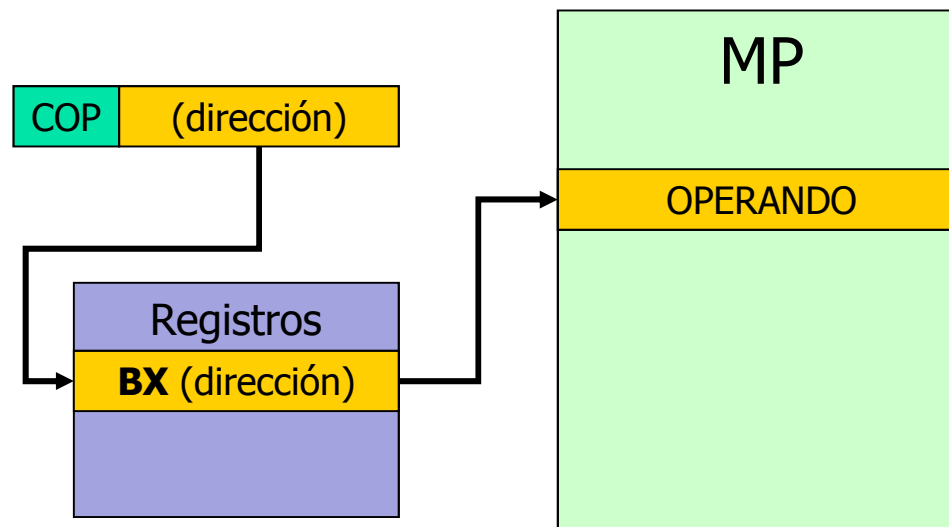 MP
COP (dirección)
OPERANDO
Registros
BX (dirección)